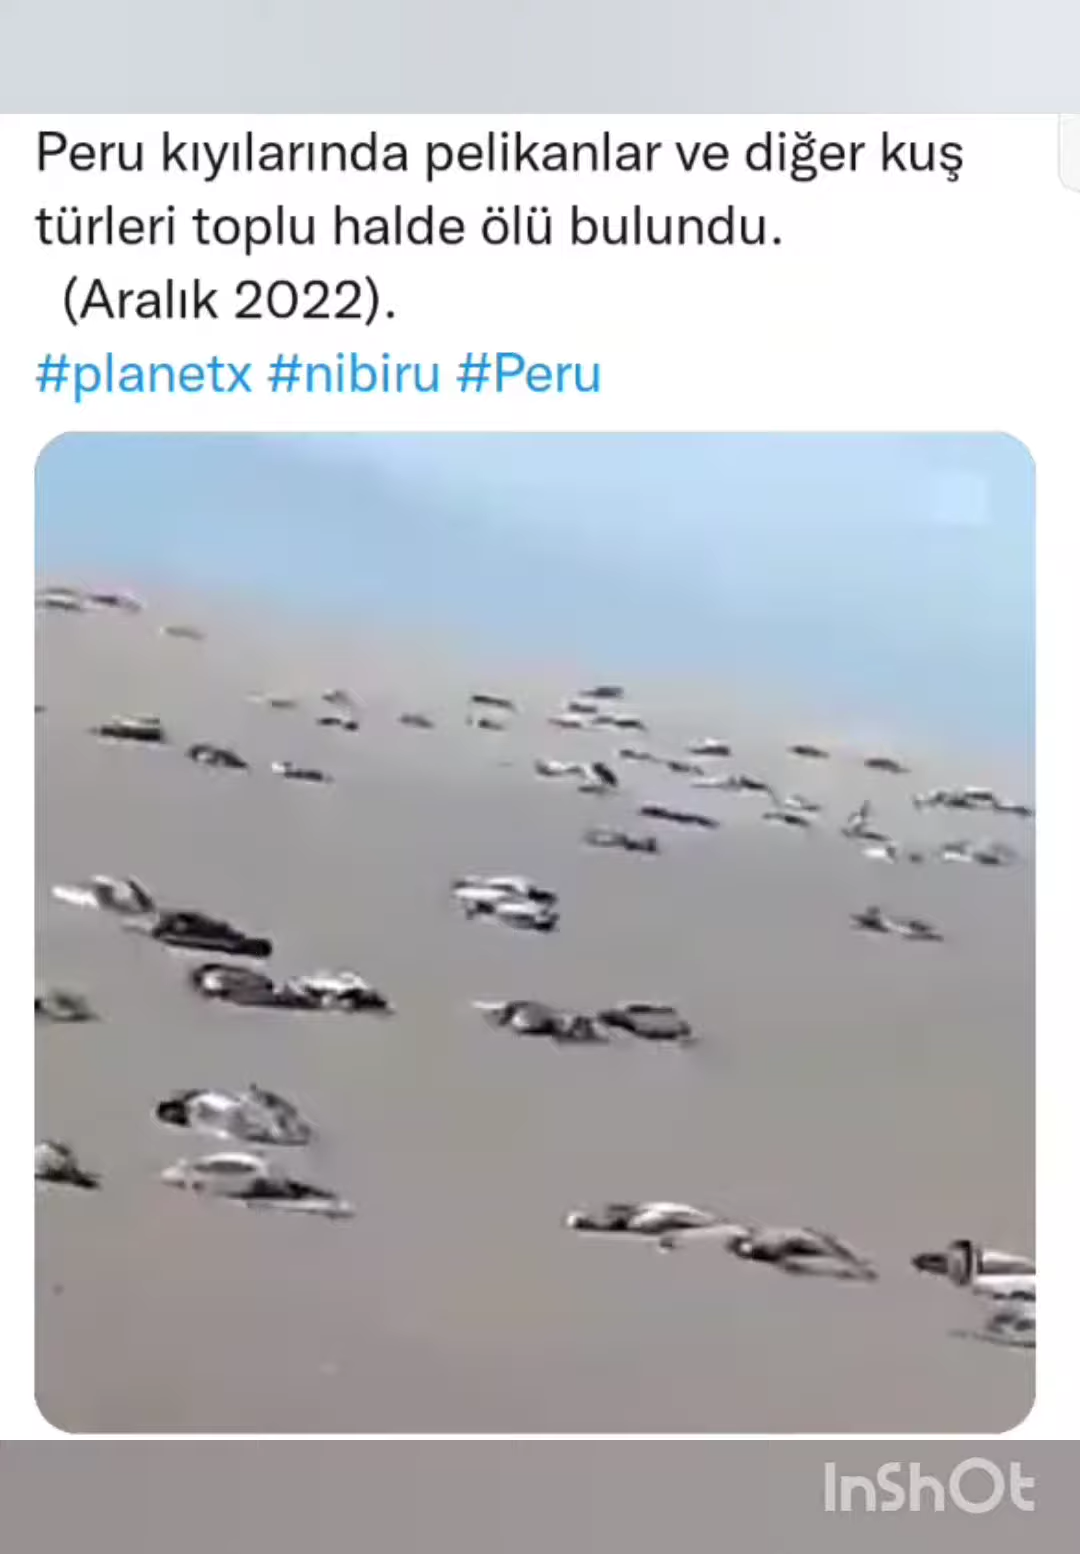 Peru kıyılarında pelikanlar ve diğer kuş
türleri toplu halde ölü bulundu.
(Aralık 2022).
#planetx #nibiru #Peru
InShOt